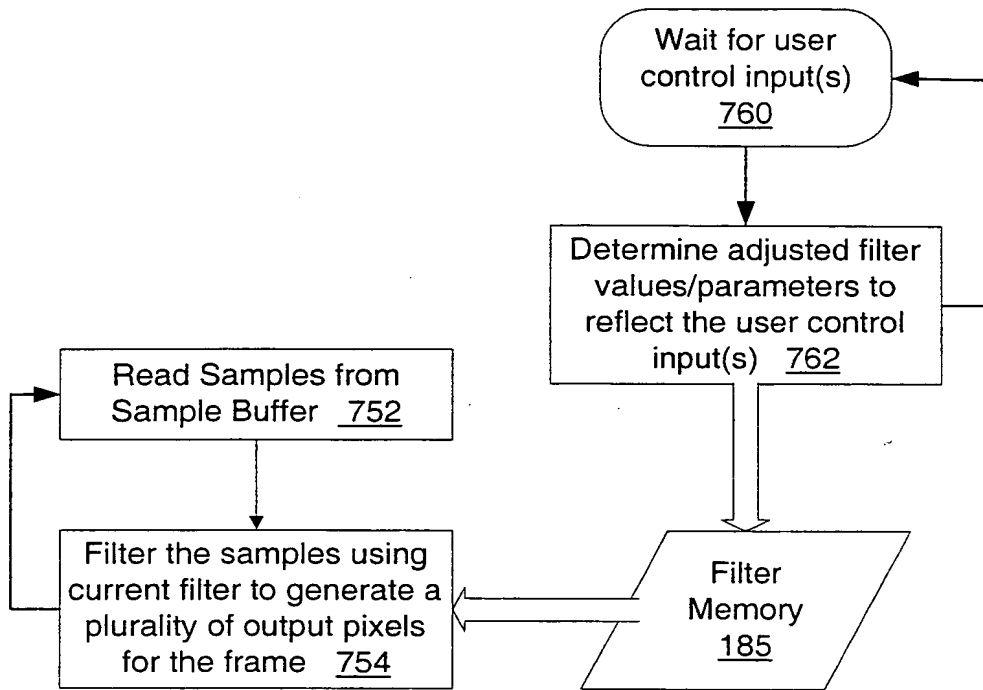 Wait for user
control input(s)
760
Determine adjusted filter
values/parameters to
reflect the user control
input(s) 762
Read Samples from
Sample Buffer 752
Filter the samples using
current filter to generate a
plurality of output pixels
for the frame 754
Filter
Memory
185